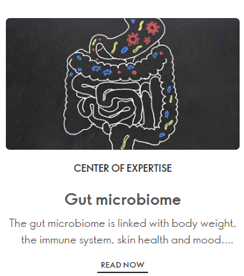 CENTER OF EXPERTISE
Gut microbiome
The gut microbiome is linked with body weight,
the immune system, skin health and mood....
READ NOW